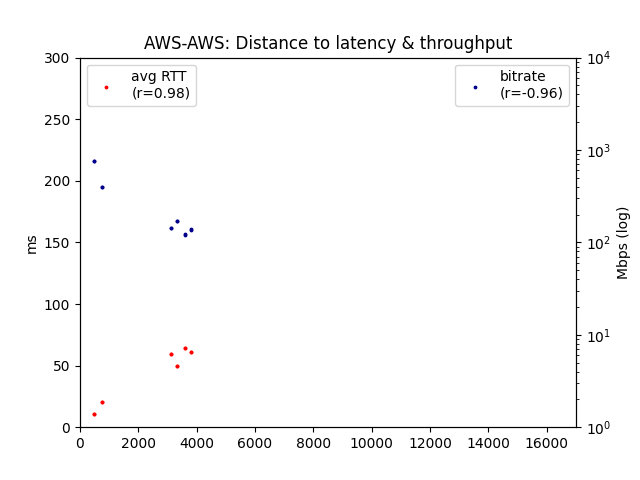 AWS-AWS: Distance to latency & throughput
avg RTT
(r=0.98)
bitrate
(r=-0.96)
ms
300
250
200
150
100
50
0
0 2000 4000 6000 8000 10000 12000 14000 16000
10^4
10^3
10^2
10^1
10^0
Mbps (log)